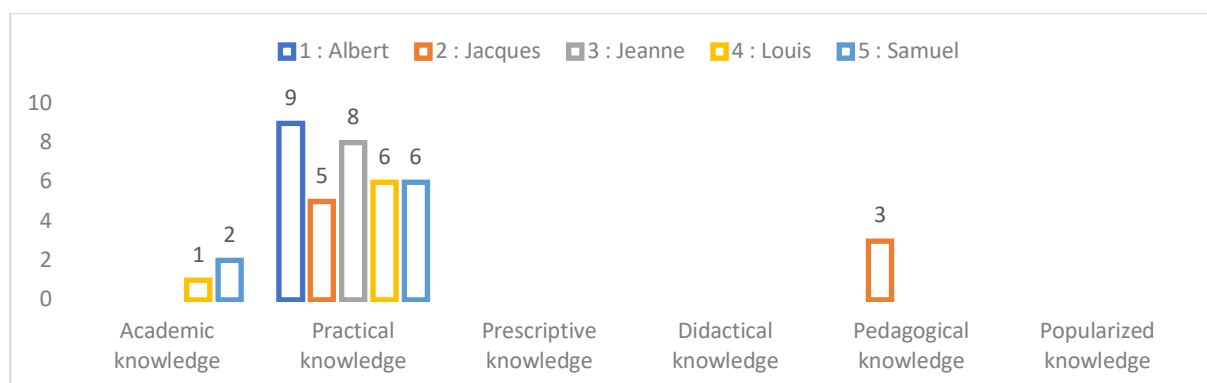 1 : Albert 2 : Jacques 3 : Jeanne 4 : Louis 5 : Samuel
10
8
6
4
2
0
1
2
9
5
8
6
6
3
Academic knowledge
Practical knowledge
Prescriptive knowledge
Didactical knowledge
Pedagogical knowledge
Popularized knowledge